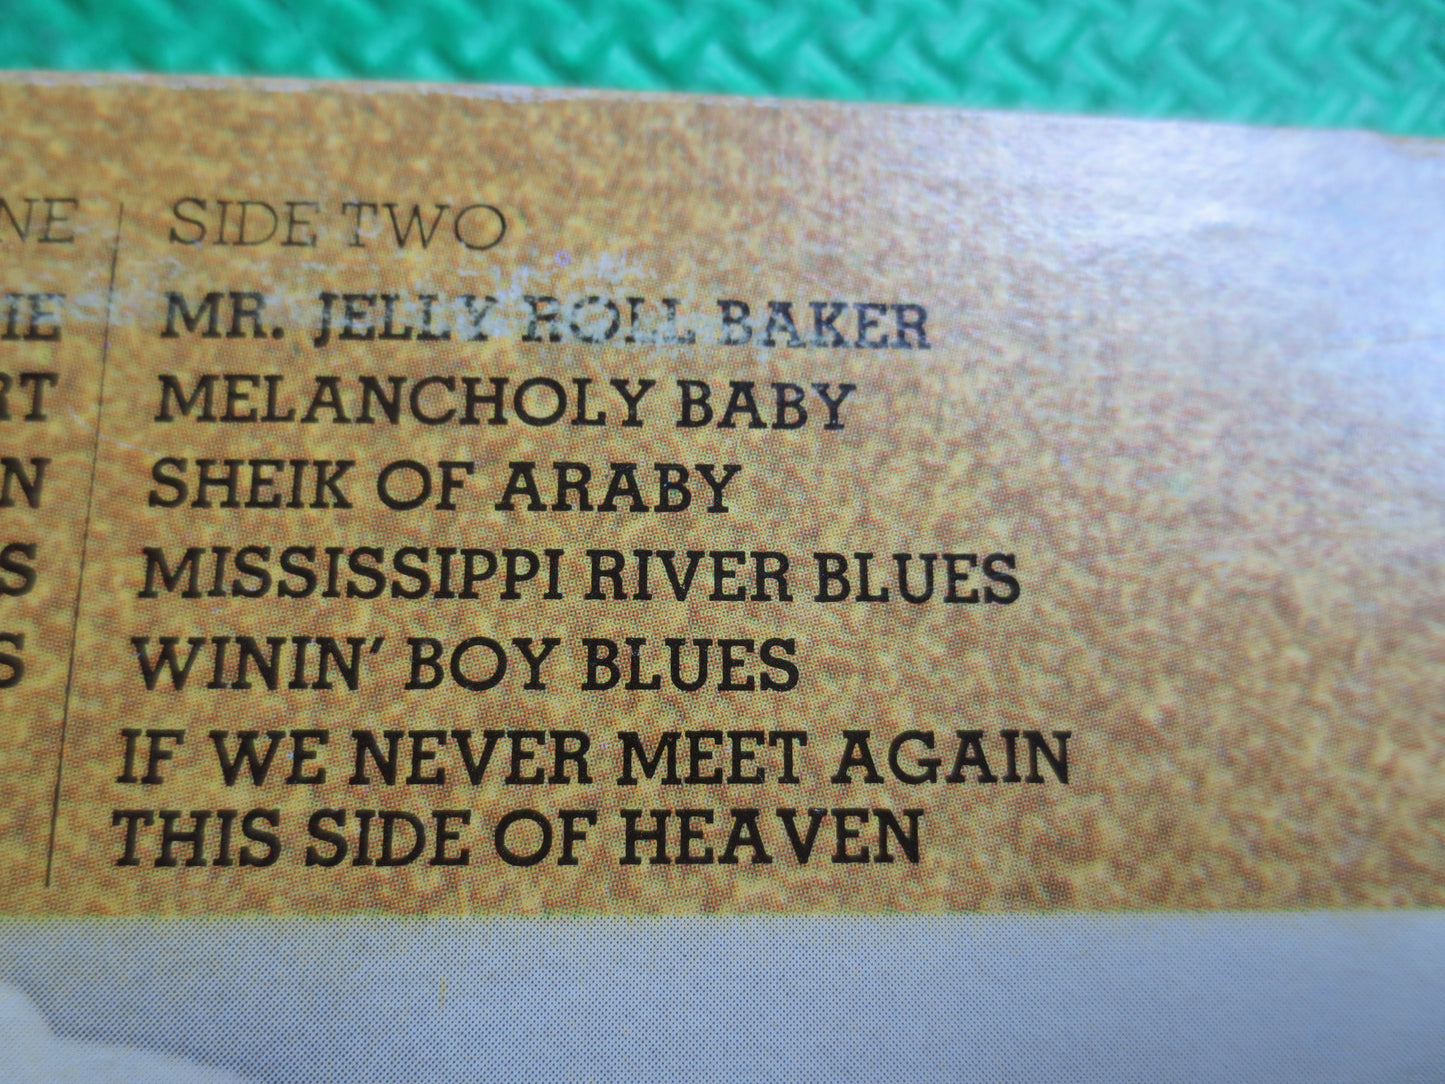 SIDE TWO
MR. JELLY ROLL BAKER
MELANCHOLY BABY
SHEIK OF ARABY
MISSISSIPPI RIVER BLUES
WININ' BOY BLUES
IF WE NEVER MEET AGAIN
THIS SIDE OF HEAVEN